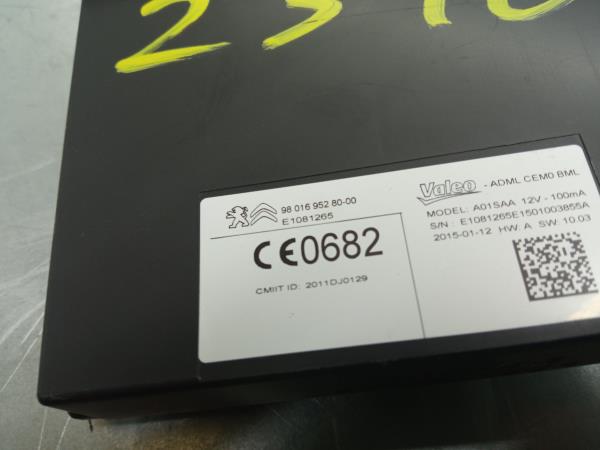 98 016 952 80-00
E1081265
CE0682
CMIIT ID: 2011DJ0129
Valeo - ADML CEM0 BML
MODEL: A01SAA 12V - 100mA
S/N : E1081265E1501003855A
2015-01-12 HW: A SW: 10.03